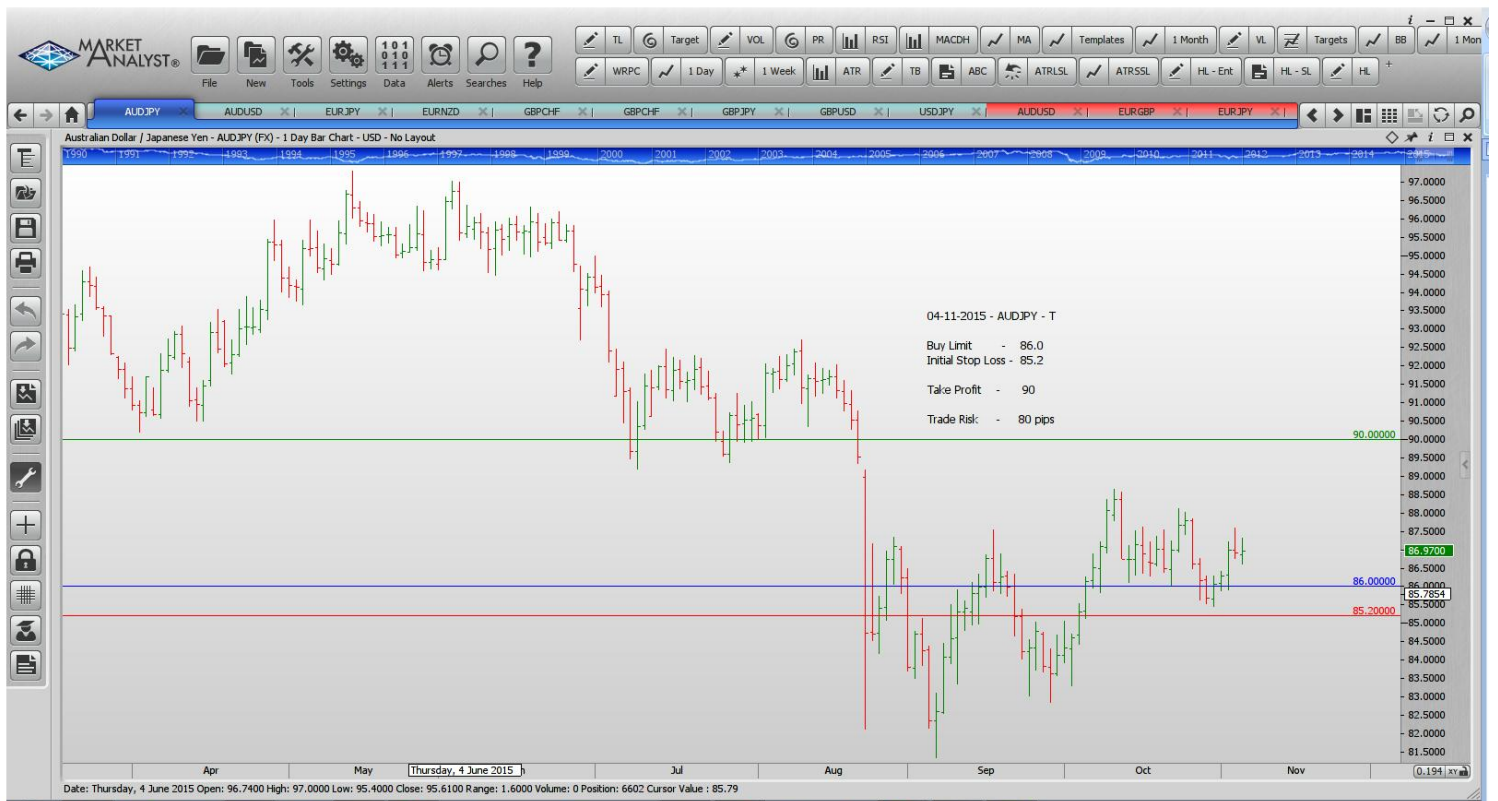 MARKET
ANALYST®
File New Tools Settings Data Alerts Searches Help
TL Target VOL PR RSI MACDH MA Templates 1 Month VL Targets BB 1 Mon
WRPC 1 Day 1 Week ATR TB ABC ATRLSL ATRSSL HL - Ent HL - SL HL
AUDJPY AUDUSD EURJPY EURNZD GBPCHF GBPCHF GBPJPY GBPUSD USDJPY AUDUSD EURGBP EURJPY
Australian Dollar / Japanese Yen - AUDJPY (FX) - 1 Day Bar Chart - USD - No Layout
1990 1991 1992 1993 1994 1995 1996 1997 1998 1999 2000 2001 2002 2003 2004 2005 2006 2007 2008 2009 2010 2011 2012 2013 2014 2015
97.0000
96.5000
96.0000
95.5000
95.0000
94.5000
94.0000
93.5000
93.0000
92.5000
92.0000
91.5000
91.0000
90.5000
90.0000
89.5000
89.0000
88.5000
88.0000
87.5000
86.9700
86.5000
86.0000
85.7854
85.5000
85.0000
84.5000
84.0000
83.5000
83.0000
82.5000
82.0000
81.5000
04-11-2015 - AUDJPY - T
Buy Limit - 86.0
Initial Stop Loss - 85.2
Take Profit - 90
Trade Risk - 80 pips
90.00000
86.00000
85.20000
Apr May Thursday, 4 June 2015 Jul Aug Sep Oct Nov 0.194 XY
Date: Thursday, 4 June 2015 Open: 96.7400 High: 97.0000 Low: 95.4000 Close: 95.6100 Range: 1.6000 Volume: 0 Position: 6602 Cursor Value : 85.79